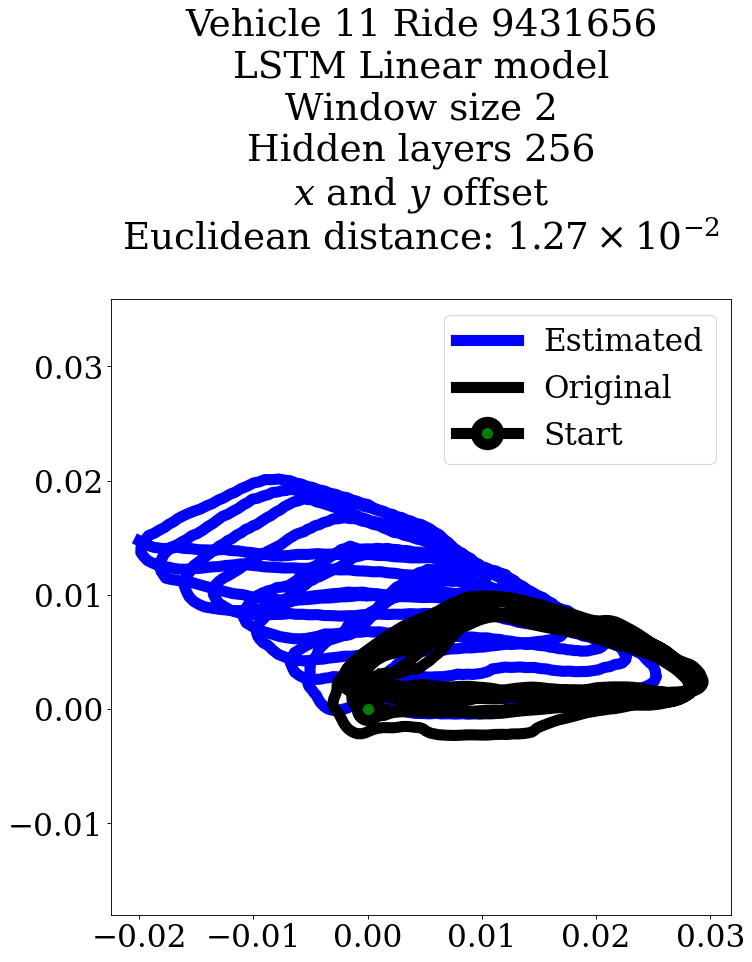 Vehicle 11 Ride 9431656
LSTM Linear model
Window size 2
Hidden layers 256
x and y offset
Euclidean distance: 1.27 × 10⁻²
Estimated
Original
Start
0.03
0.02
0.01
0.00
−0.01
−0.02 −0.01 0.00 0.01 0.02 0.03